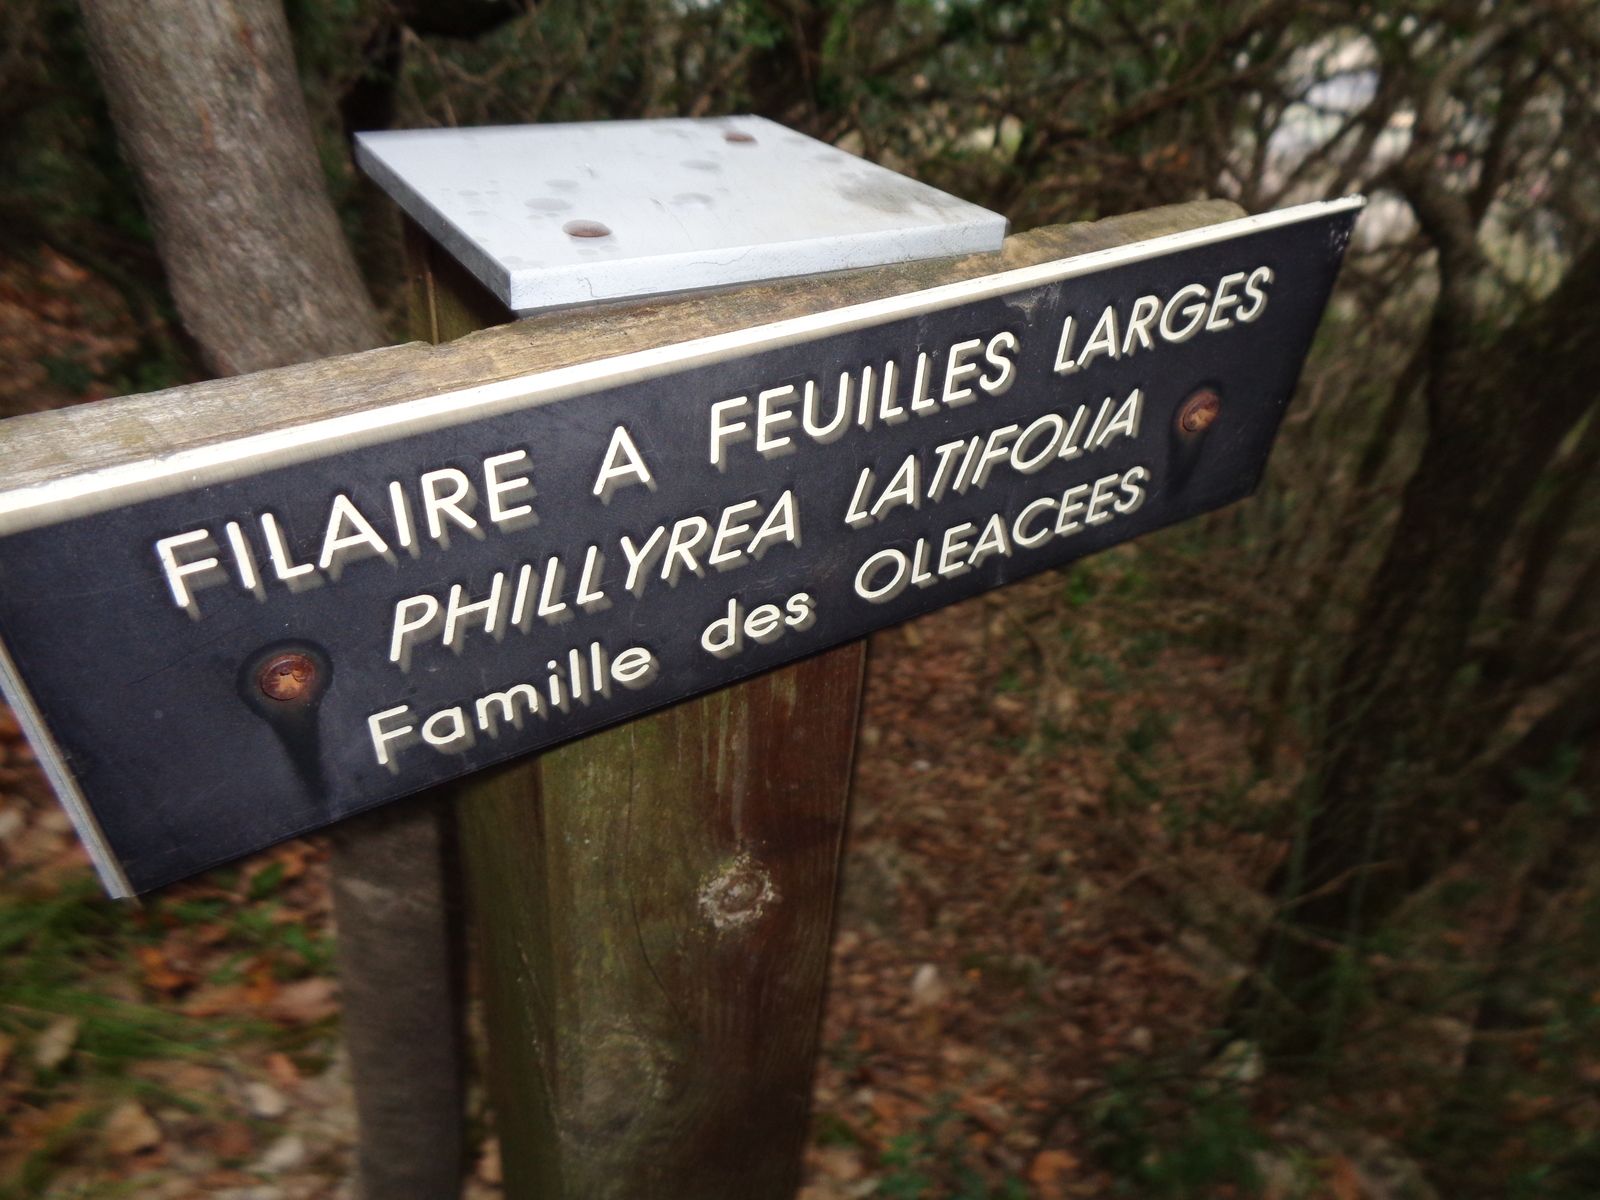 FILAIRE A FEUILLES LARGES
PHILLYREA LATIFOLIA
Famille des OLEACEES